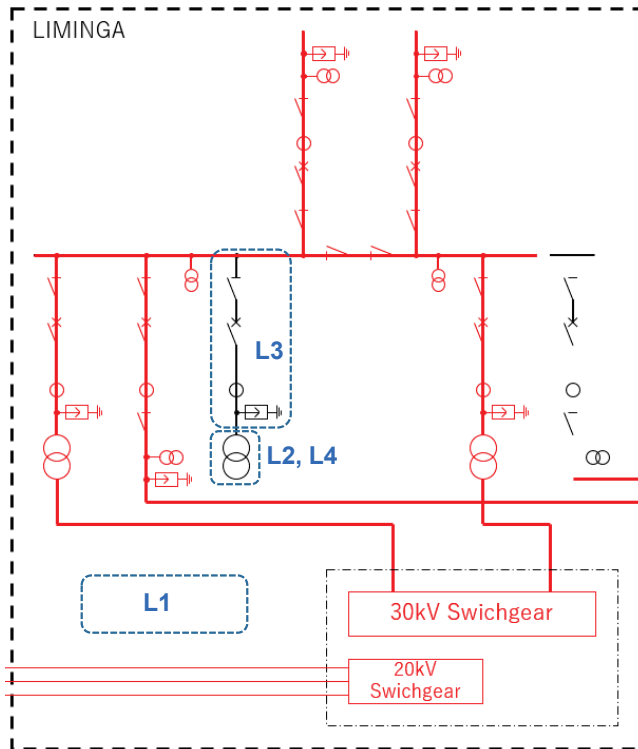 LIMINGA
L3
L2, L4
L1
30kV Swichgear
20kV
Swichgear